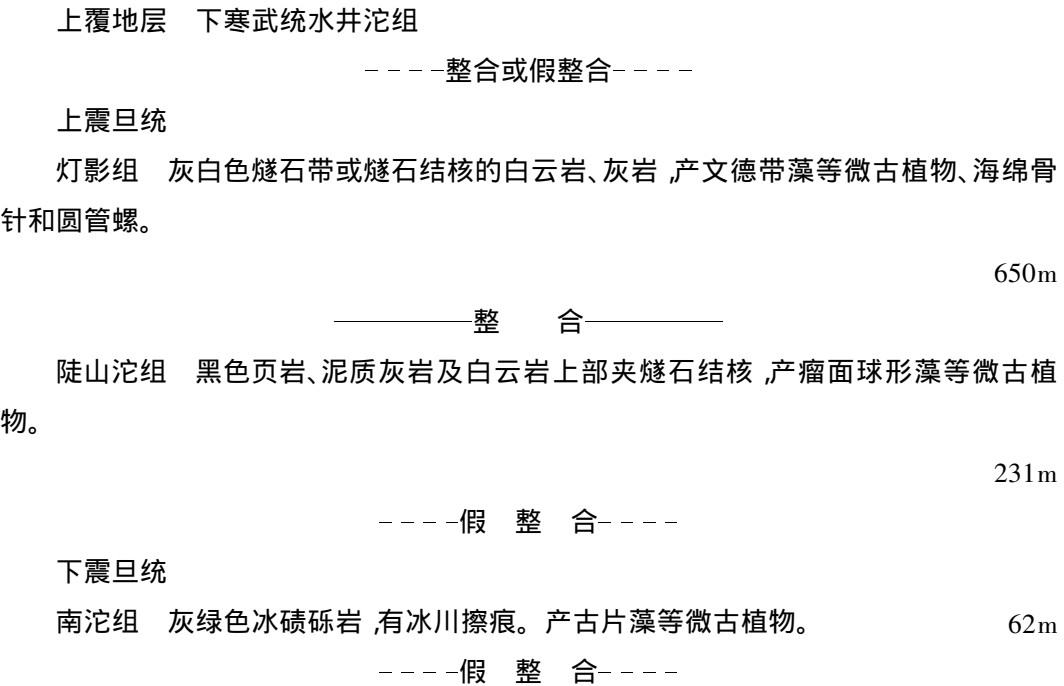 上覆地层　下寒武统水井沱组
----整合或假整合----
上震旦统
灯影组　灰白色燧石带或燧石结核的白云岩、灰岩,产文德带藻等微古植物、海绵骨
针和圆管螺。
650m
—————整　　合—————
陡山沱组　黑色页岩、泥质灰岩及白云岩上部夹燧石结核,产瘤面球形藻等微古植
物。
231m
----假　整　合----
下震旦统
南沱组　灰绿色冰碛砾岩,有冰川擦痕。产古片藻等微古植物。　62m
----假　整　合----